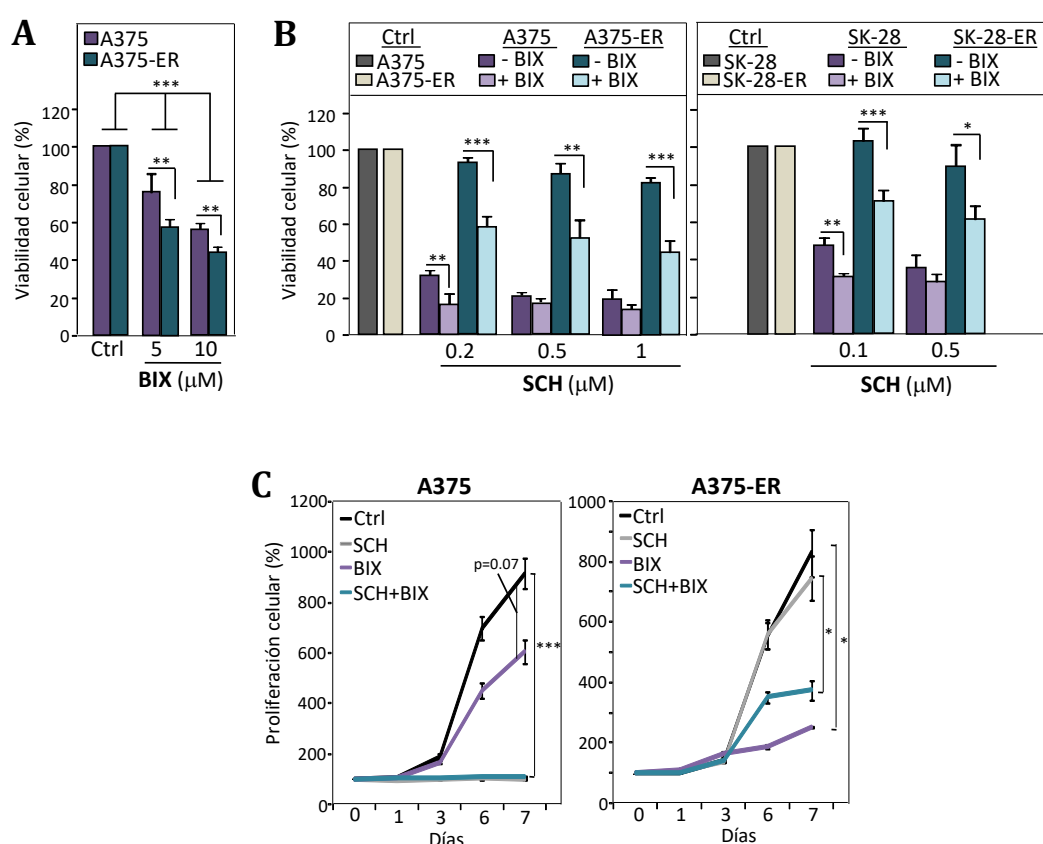 A
A375
A375-ER
***
**
**
Viabilidad celular (%)
120
100
80
60
40
20
0
Ctrl 5 10
BIX (μM)
B
Ctrl A375 A375-ER
A375 - BIX - BIX
A375-ER + BIX + BIX
*** ** ***
**
Viabilidad celular (%)
120
100
80
60
40
20
0
0.2 0.5 1
SCH (μM)
Ctrl SK-28 SK-28-ER
SK-28 - BIX - BIX
SK-28-ER + BIX + BIX
*** *
**
0.1 0.5
SCH (μM)
C
A375
Ctrl
SCH
BIX
SCH+BIX
p=0.07
***
Proliferación celular (%)
1200
1000
800
600
400
200
0
0 1 3 6 7
Días
A375-ER
Ctrl
SCH
BIX
SCH+BIX
* *
1000
800
600
400
200
0
0 1 3 6 7
Días